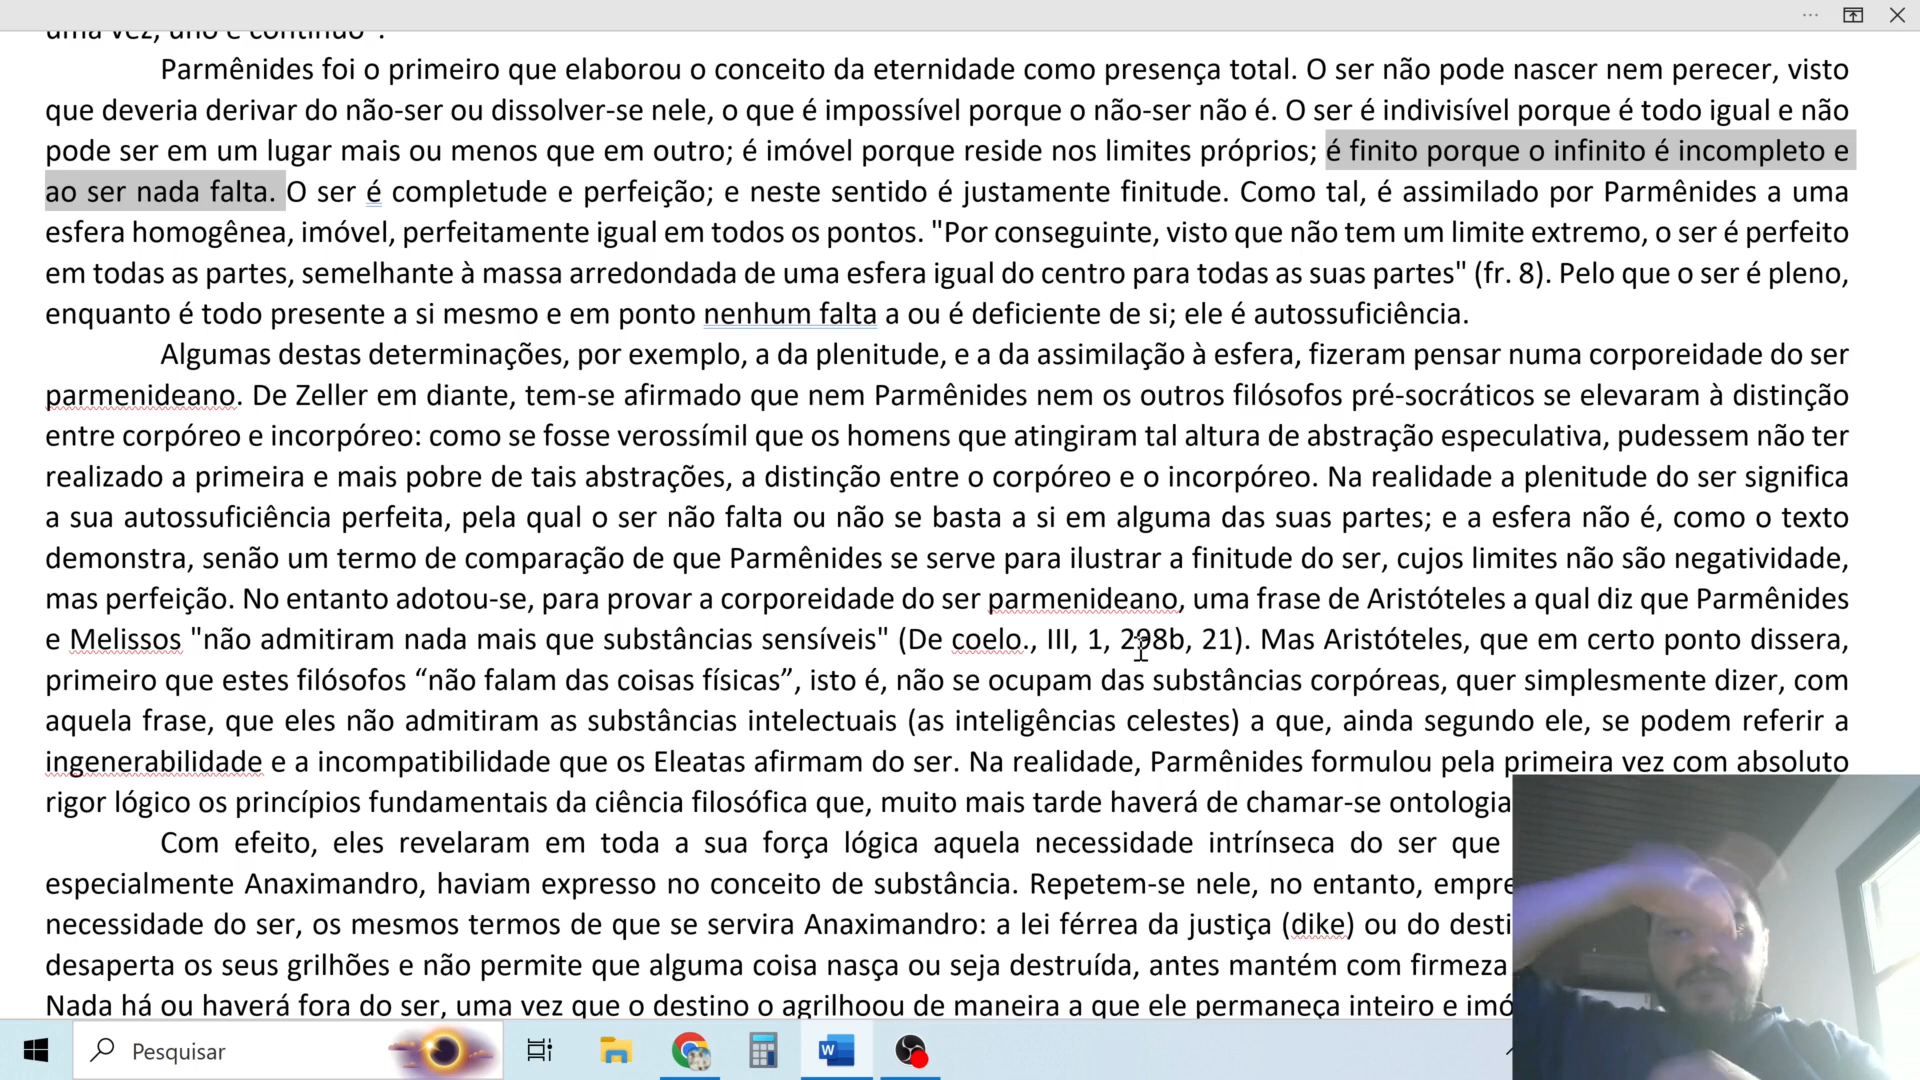 uma vez, uno e contínuo".
Parmênides foi o primeiro que elaborou o conceito da eternidade como presença total. O ser não pode nascer nem perecer, visto
que deveria derivar do não-ser ou dissolver-se nele, o que é impossível porque o não-ser não é. O ser é indivisível porque é todo igual e não
pode ser em um lugar mais ou menos que em outro; é imóvel porque reside nos limites próprios; é finito porque o infinito é incompleto e
ao ser nada falta. O ser é completude e perfeição; e neste sentido é justamente finitude. Como tal, é assimilado por Parmênides a uma
esfera homogênea, imóvel, perfeitamente igual em todos os pontos. "Por conseguinte, visto que não tem um limite extremo, o ser é perfeito
em todas as partes, semelhante à massa arredondada de uma esfera igual do centro para todas as suas partes" (fr. 8). Pelo que o ser é pleno,
enquanto é todo presente a si mesmo e em ponto nenhum falta a ou é deficiente de si; ele é autossuficiência.
Algumas destas determinações, por exemplo, a da plenitude, e a da assimilação à esfera, fizeram pensar numa corporeidade do ser
parmenideano. De Zeller em diante, tem-se afirmado que nem Parmênides nem os outros filósofos pré-socráticos se elevaram à distinção
entre corpóreo e incorpóreo: como se fosse verossímil que os homens que atingiram tal altura de abstração especulativa, pudessem não ter
realizado a primeira e mais pobre de tais abstrações, a distinção entre o corpóreo e o incorpóreo. Na realidade a plenitude do ser significa
a sua autossuficiência perfeita, pela qual o ser não falta ou não se basta a si em alguma das suas partes; e a esfera não é, como o texto
demonstra, senão um termo de comparação de que Parmênides se serve para ilustrar a finitude do ser, cujos limites não são negatividade,
mas perfeição. No entanto adotou-se, para provar a corporeidade do ser parmenideano, uma frase de Aristóteles a qual diz que Parmênides
e Melissos "não admitiram nada mais que substâncias sensíveis" (De coelo., III, 1, 298b, 21). Mas Aristóteles, que em certo ponto dissera,
primeiro que estes filósofos “não falam das coisas físicas”, isto é, não se ocupam das substâncias corpóreas, quer simplesmente dizer, com
aquela frase, que eles não admitiram as substâncias intelectuais (as inteligências celestes) a que, ainda segundo ele, se podem referir a
ingenerabilidade e a incompatibilidade que os Eleatas afirmam do ser. Na realidade, Parmênides formulou pela primeira vez com absoluto
rigor lógico os princípios fundamentais da ciência filosófica que, muito mais tarde haverá de chamar-se ontologia
Com efeito, eles revelaram em toda a sua força lógica aquela necessidade intrínseca do ser que
especialmente Anaximandro, haviam expresso no conceito de substância. Repetem-se nele, no entanto, empre
necessidade do ser, os mesmos termos de que se servira Anaximandro: a lei férrea da justiça (dike) ou do desti
desaperta os seus grilhões e não permite que alguma coisa nasça ou seja destruída, antes mantém com firmeza
Nada há ou haverá fora do ser, uma vez que o destino o agrilhoou de maneira a que ele permaneça inteiro e imó
Pesquisar